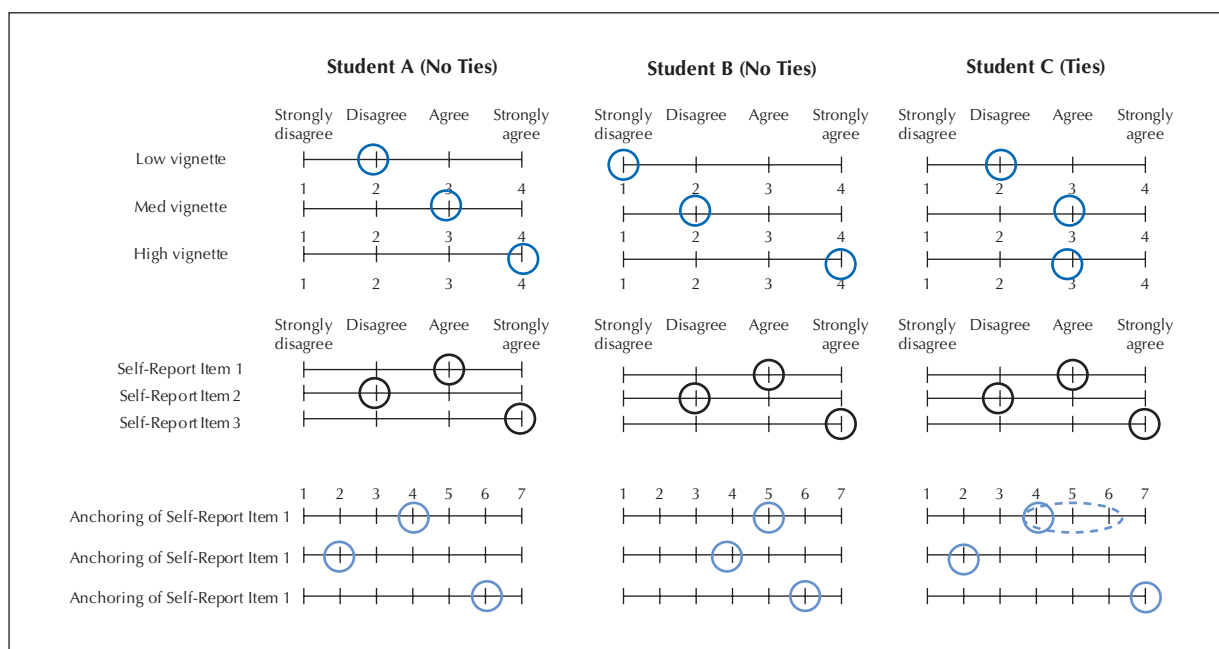 Student A (No Ties) Student B (No Ties) Student C (Ties)
Strongly disagree Disagree Agree Strongly agree Strongly disagree Disagree Agree Strongly agree Strongly disagree Disagree Agree Strongly agree
Low vignette
1 2 3 4 1 2 3 4 1 2 3 4
Med vignette
1 2 3 4 1 2 3 4 1 2 3 4
High vignette
1 2 3 4 1 2 3 4 1 2 3 4
Strongly disagree Disagree Agree Strongly agree Strongly disagree Disagree Agree Strongly agree Strongly disagree Disagree Agree Strongly agree
Self-Report Item 1
Self-Report Item 2
Self-Report Item 3
1 2 3 4 5 6 7 1 2 3 4 5 6 7 1 2 3 4 5 6 7
Anchoring of Self-Report Item 1
Anchoring of Self-Report Item 1
Anchoring of Self-Report Item 1